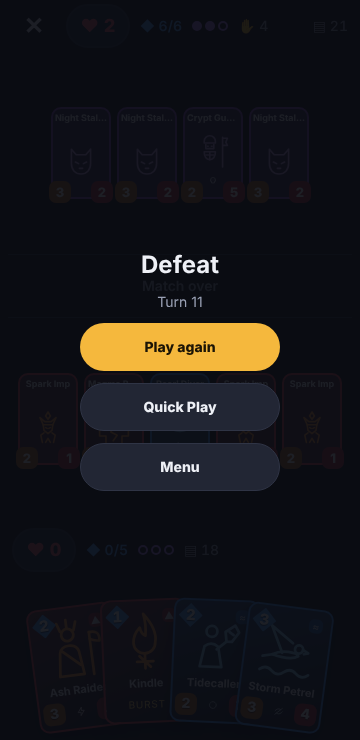 2 6/6 4 21
Night Stal... Night Stal... Crypt Gu... Night Stal...
3 2 3 2 2 5 3 2
Defeat
Match over
Turn 11
Play again
Spark Imp Spark Imp
Quick Play
2 1 2 1
Menu
0 0/5 18
2 1 2 3
Ash Raide Kindle Tidecalle Storm Petrel
BURST
3 2 3 4